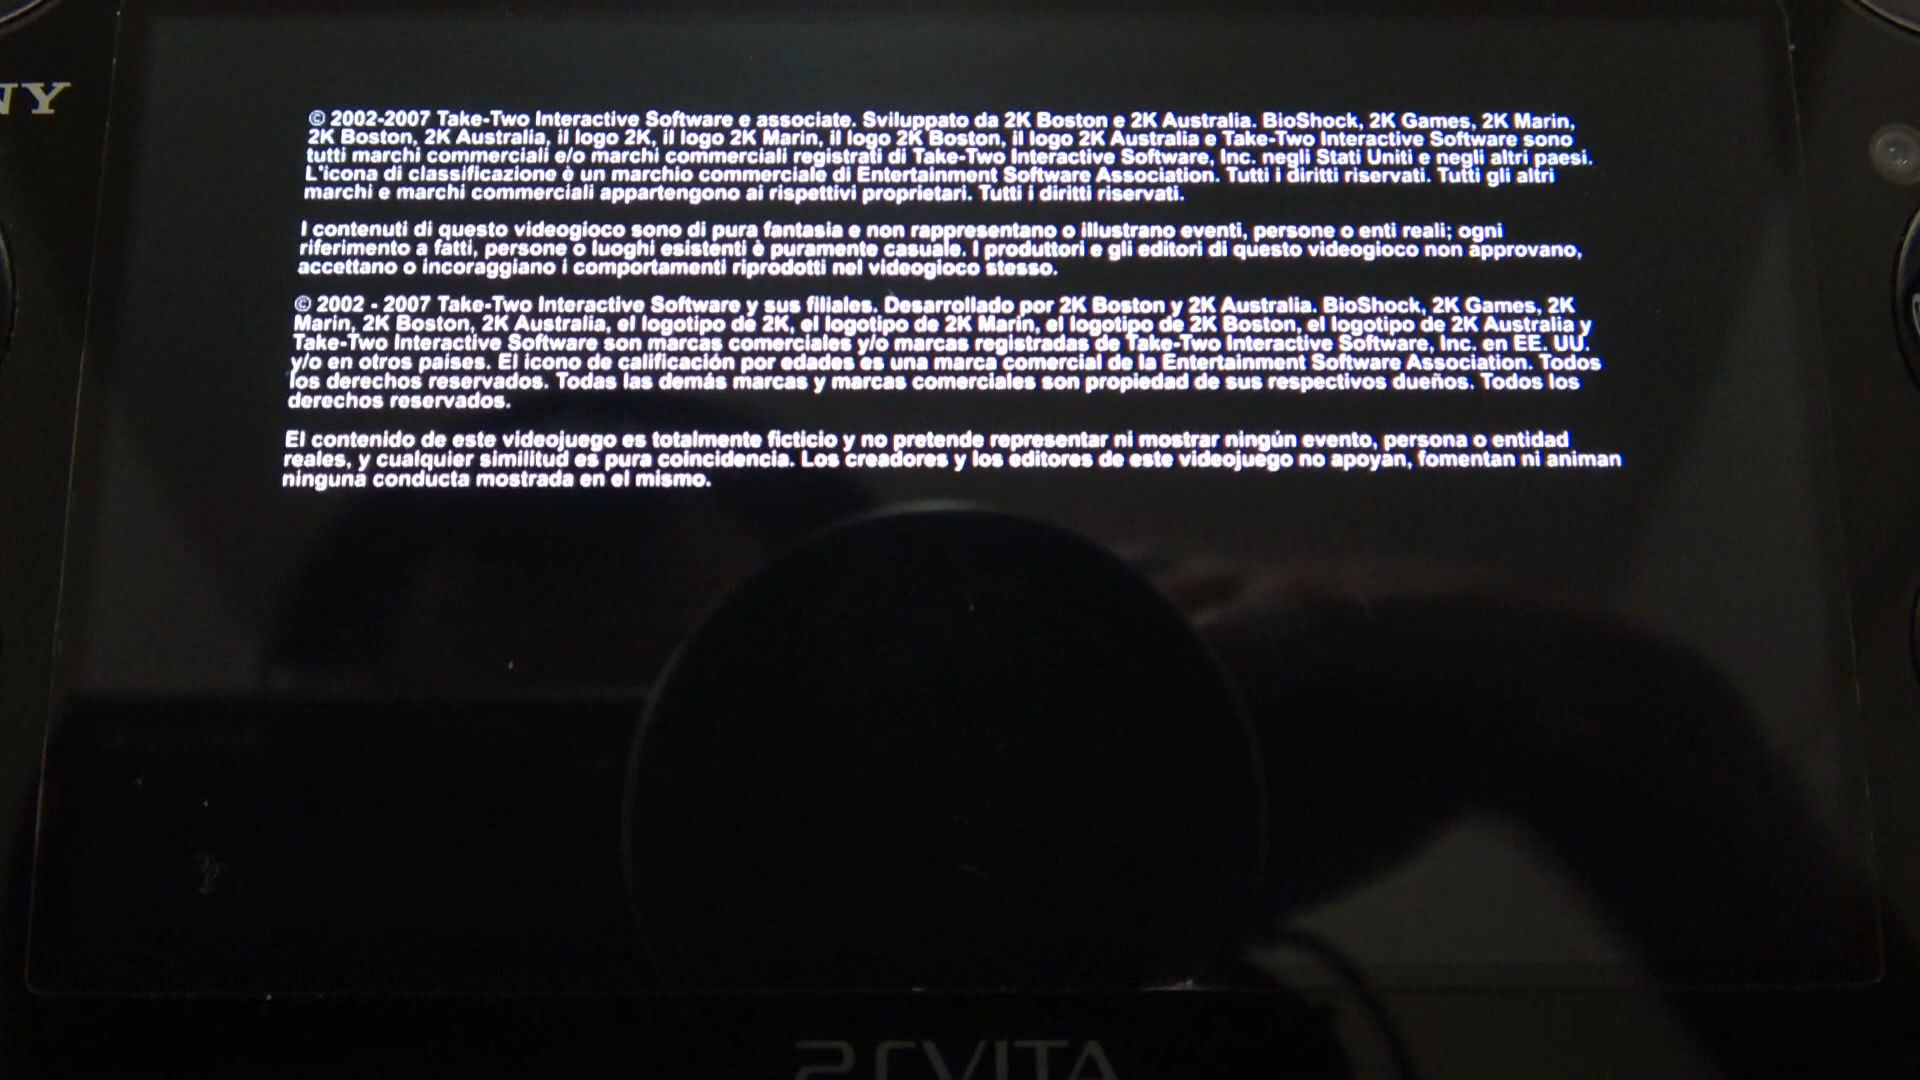 NY
© 2002-2007 Take-Two Interactive Software e associate. Sviluppato da 2K Boston e 2K Australia. BioShock, 2K Games, 2K Marin,
2K Boston, 2K Australia, il logo 2K, il logo 2K Marin, il logo 2K Boston, il logo 2K Australia e Take-Two Interactive Software sono
tutti marchi commerciali e/o marchi commerciali registrati di Take-Two Interactive Software, Inc. negli Stati Uniti e negli altri paesi.
L'icona di classificazione è un marchio commerciale di Entertainment Software Association. Tutti i diritti riservati. Tutti gli altri
marchi e marchi commerciali appartengono ai rispettivi proprietari. Tutti i diritti riservati.
I contenuti di questo videogioco sono di pura fantasia e non rappresentano o illustrano eventi, persone o enti reali; ogni
riferimento a fatti, persone o luoghi esistenti è puramente casuale. I produttori e gli editori di questo videogioco non approvano,
accettano o incoraggiano i comportamenti riprodotti nel videogioco stesso.
© 2002 - 2007 Take-Two Interactive Software y sus filiales. Desarrollado por 2K Boston y 2K Australia. BioShock, 2K Games, 2K
Marin, 2K Boston, 2K Australia, el logotipo de 2K, el logotipo de 2K Marin, el logotipo de 2K Boston, el logotipo de 2K Australia y
Take-Two Interactive Software son marcas comerciales y/o marcas registradas de Take-Two Interactive Software, Inc. en EE. UU.
y/o en otros países. El icono de calificación por edades es una marca comercial de la Entertainment Software Association. Todos
los derechos reservados. Todas las demás marcas y marcas comerciales son propiedad de sus respectivos dueños. Todos los
derechos reservados.
El contenido de este videojuego es totalmente ficticio y no pretende representar ni mostrar ningún evento, persona o entidad
reales, y cualquier similitud es pura coincidencia. Los creadores y los editores de este videojuego no apoyan, fomentan ni animan
ninguna conducta mostrada en el mismo.
PSVITA